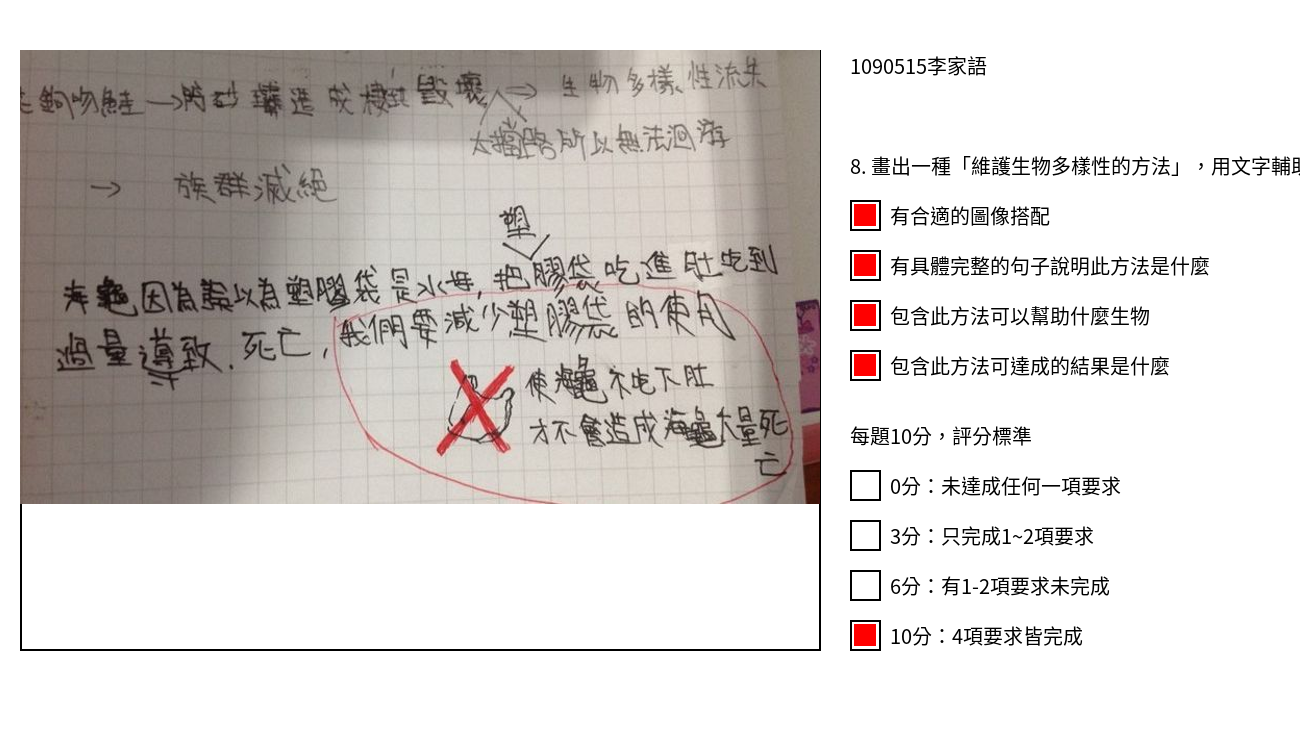 櫻花鉤吻鮭→攔砂壩造成棲地毀壞⇒生物多樣性流失
太擋路所以無法洄游
→ 族群滅絕
塑
海龜因為誤以為塑膠袋是水母,把膠袋吃進肚吃到
過量導致.死亡,我們要減少塑膠袋的使用
使海龜不吃下肚
才不會造成海龜大量死
亡
1090515李家語
8. 畫出一種「維護生物多樣性的方法」,用文字輔助
有合適的圖像搭配
有具體完整的句子說明此方法是什麼
包含此方法可以幫助什麼生物
包含此方法可達成的結果是什麼
每題10分,評分標準
0分:未達成任何一項要求
3分:只完成1~2項要求
6分:有1-2項要求未完成
10分:4項要求皆完成